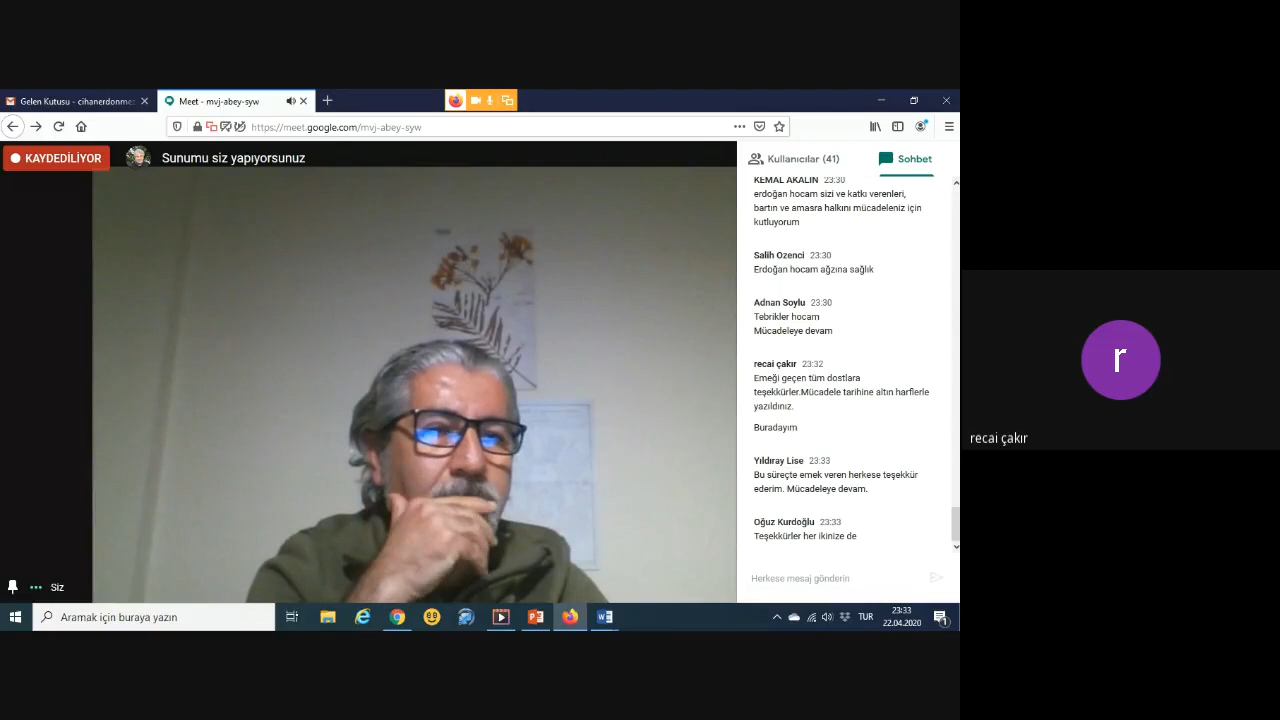 Gelen Kutusu - cihanerdonme
Meet - mvj-abey-syw
https://meet.google.com/mvj-abey-syw
KAYDEDİLİYOR
Sunumu siz yapıyorsunuz
Kullanıcılar (41)
Sohbet
KEMAL AKALIN 23:30
erdoğan hocam sizi ve katkı verenleri,
bartın ve amasra halkını mücadeleniz için
kutluyorum
Salih Ozenci 23:30
Erdoğan hocam ağzına sağlık
Adnan Soylu 23:30
Tebrikler hocam
Mücadeleye devam
recai çakır 23:32
Emeği geçen tüm dostlara
teşekkürler.Mücadele tarihine altın harflerle
yazıldınız.
Buradayım
Yıldıray Lise 23:33
Bu süreçte emek veren herkese teşekkür
ederim. Mücadeleye devam.
Oğuz Kurdoğlu 23:33
Teşekkürler her ikinize de
Herkese mesaj gönderin
Siz
r
recai çakır
Aramak için buraya yazın
TUR
23:33
22.04.2020
1